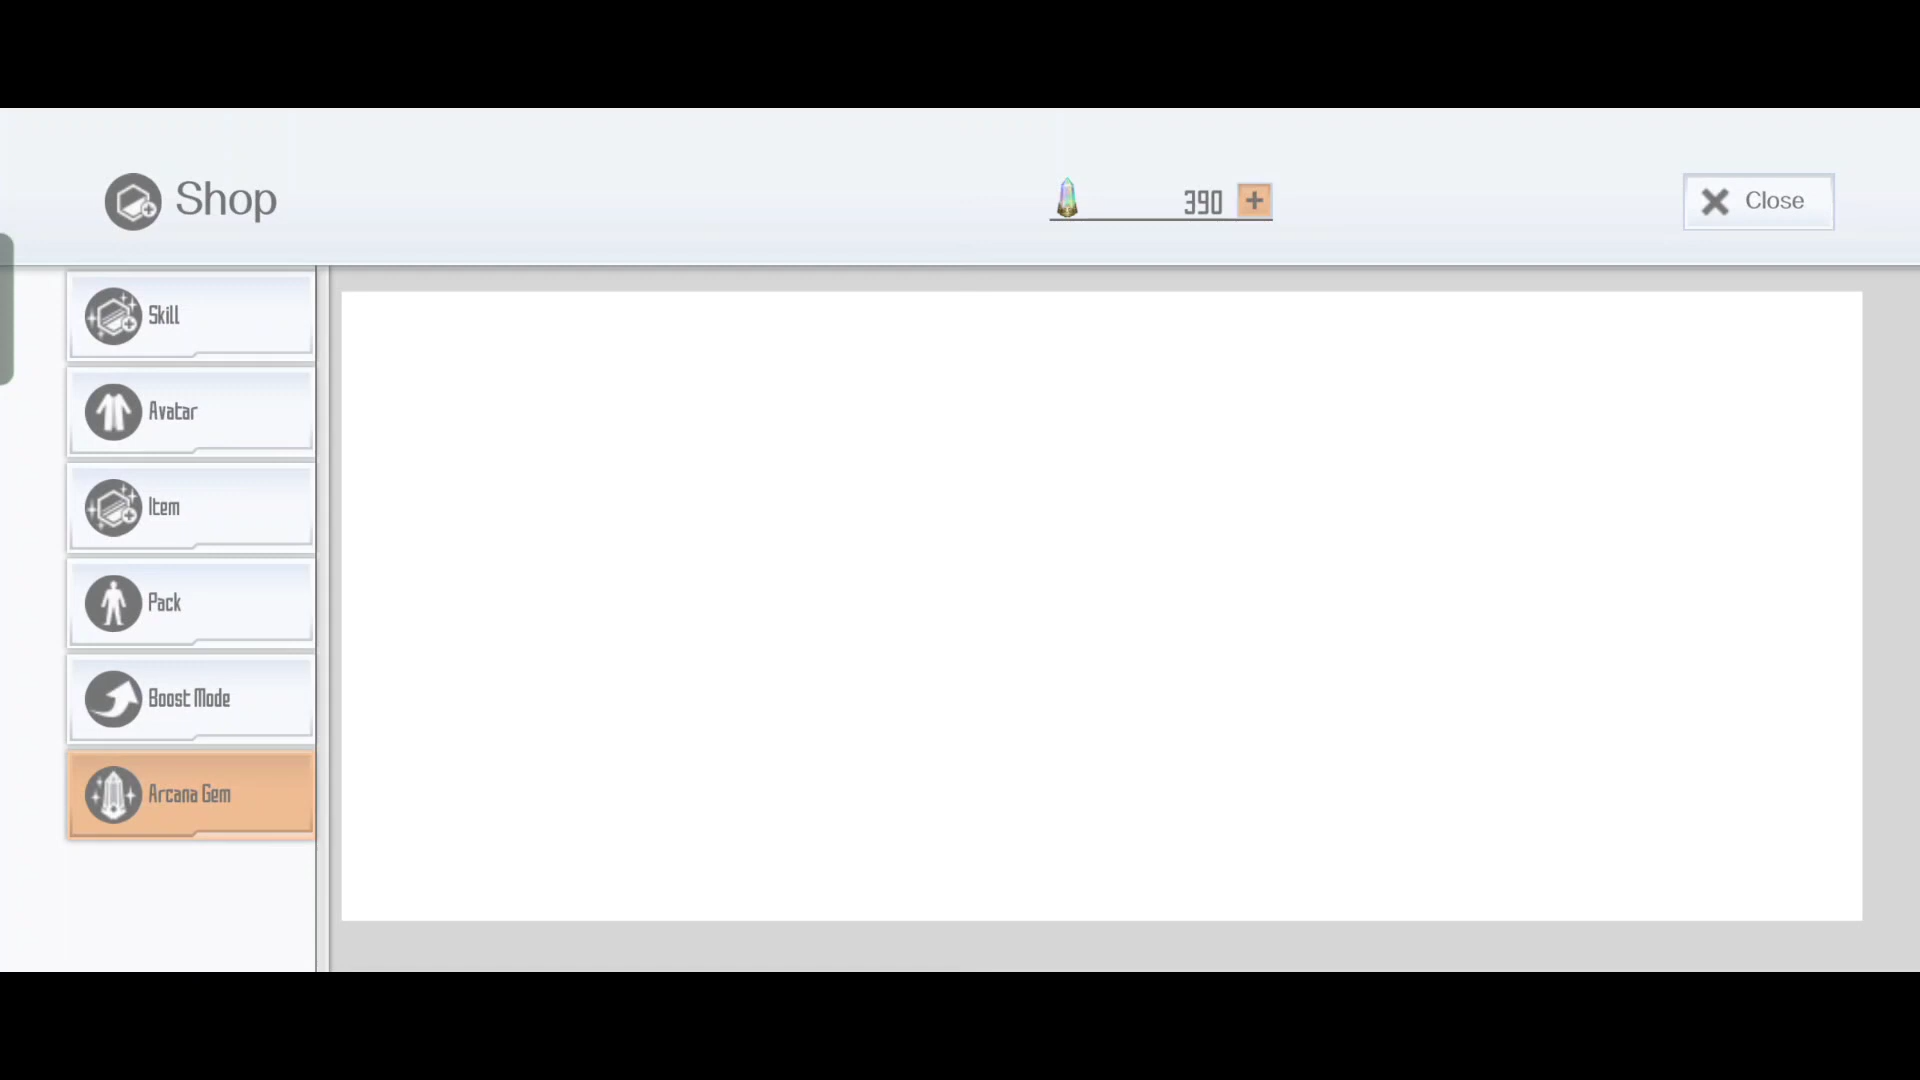 Shop
390
Close
Skill
Avatar
Item
Pack
Boost Mode
Arcana Gem